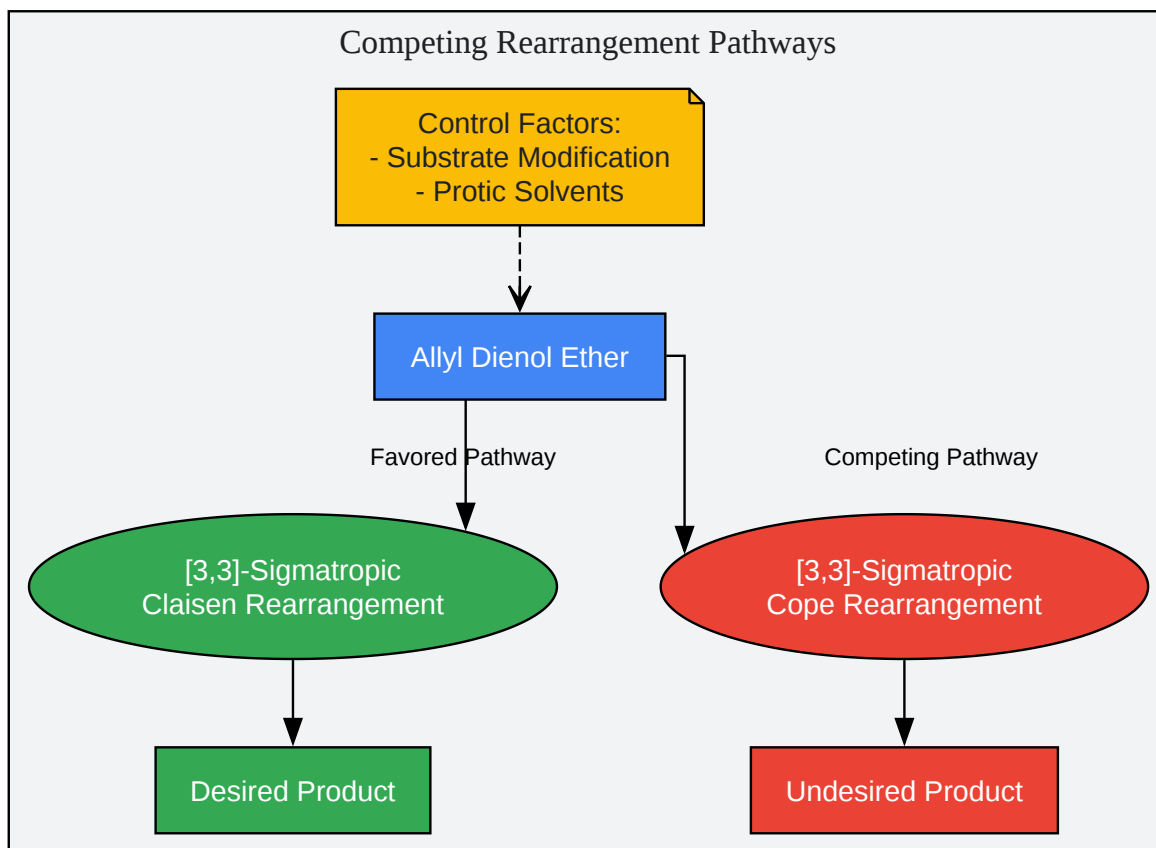 Competing Rearrangement Pathways
Control Factors:
- Substrate Modification
- Protic Solvents
Allyl Dienol Ether
Favored Pathway
Competing Pathway
[3,3]-Sigmatropic
Claisen Rearrangement
[3,3]-Sigmatropic
Cope Rearrangement
Desired Product
Undesired Product